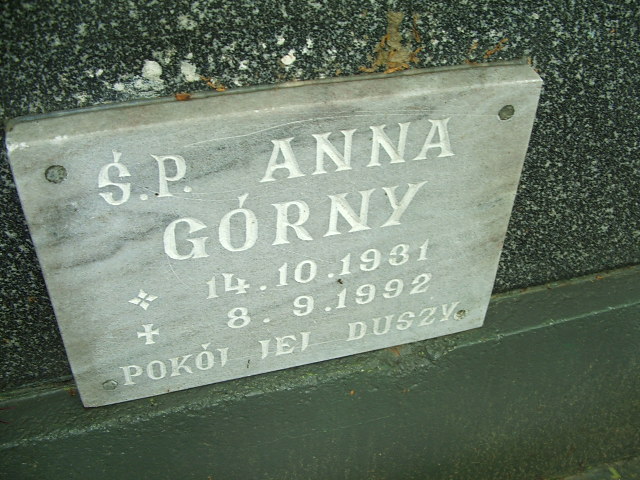 Ś.P. ANNA
GÓRNY
14.10.1931
8.9.1992
POKÓJ JEJ DUSZY